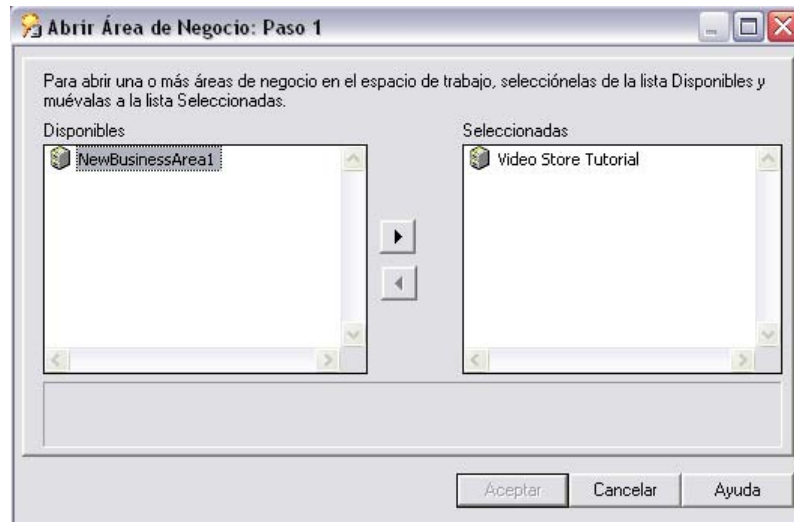 Abrir Área de Negocio: Paso 1
Para abrir una o más áreas de negocio en el espacio de trabajo, selecciónelas de la lista Disponibles y
muévalas a la lista Seleccionadas.
Disponibles
Seleccionadas
NewBusinessArea1
Video Store Tutorial
Aceptar
Cancelar
Ayuda